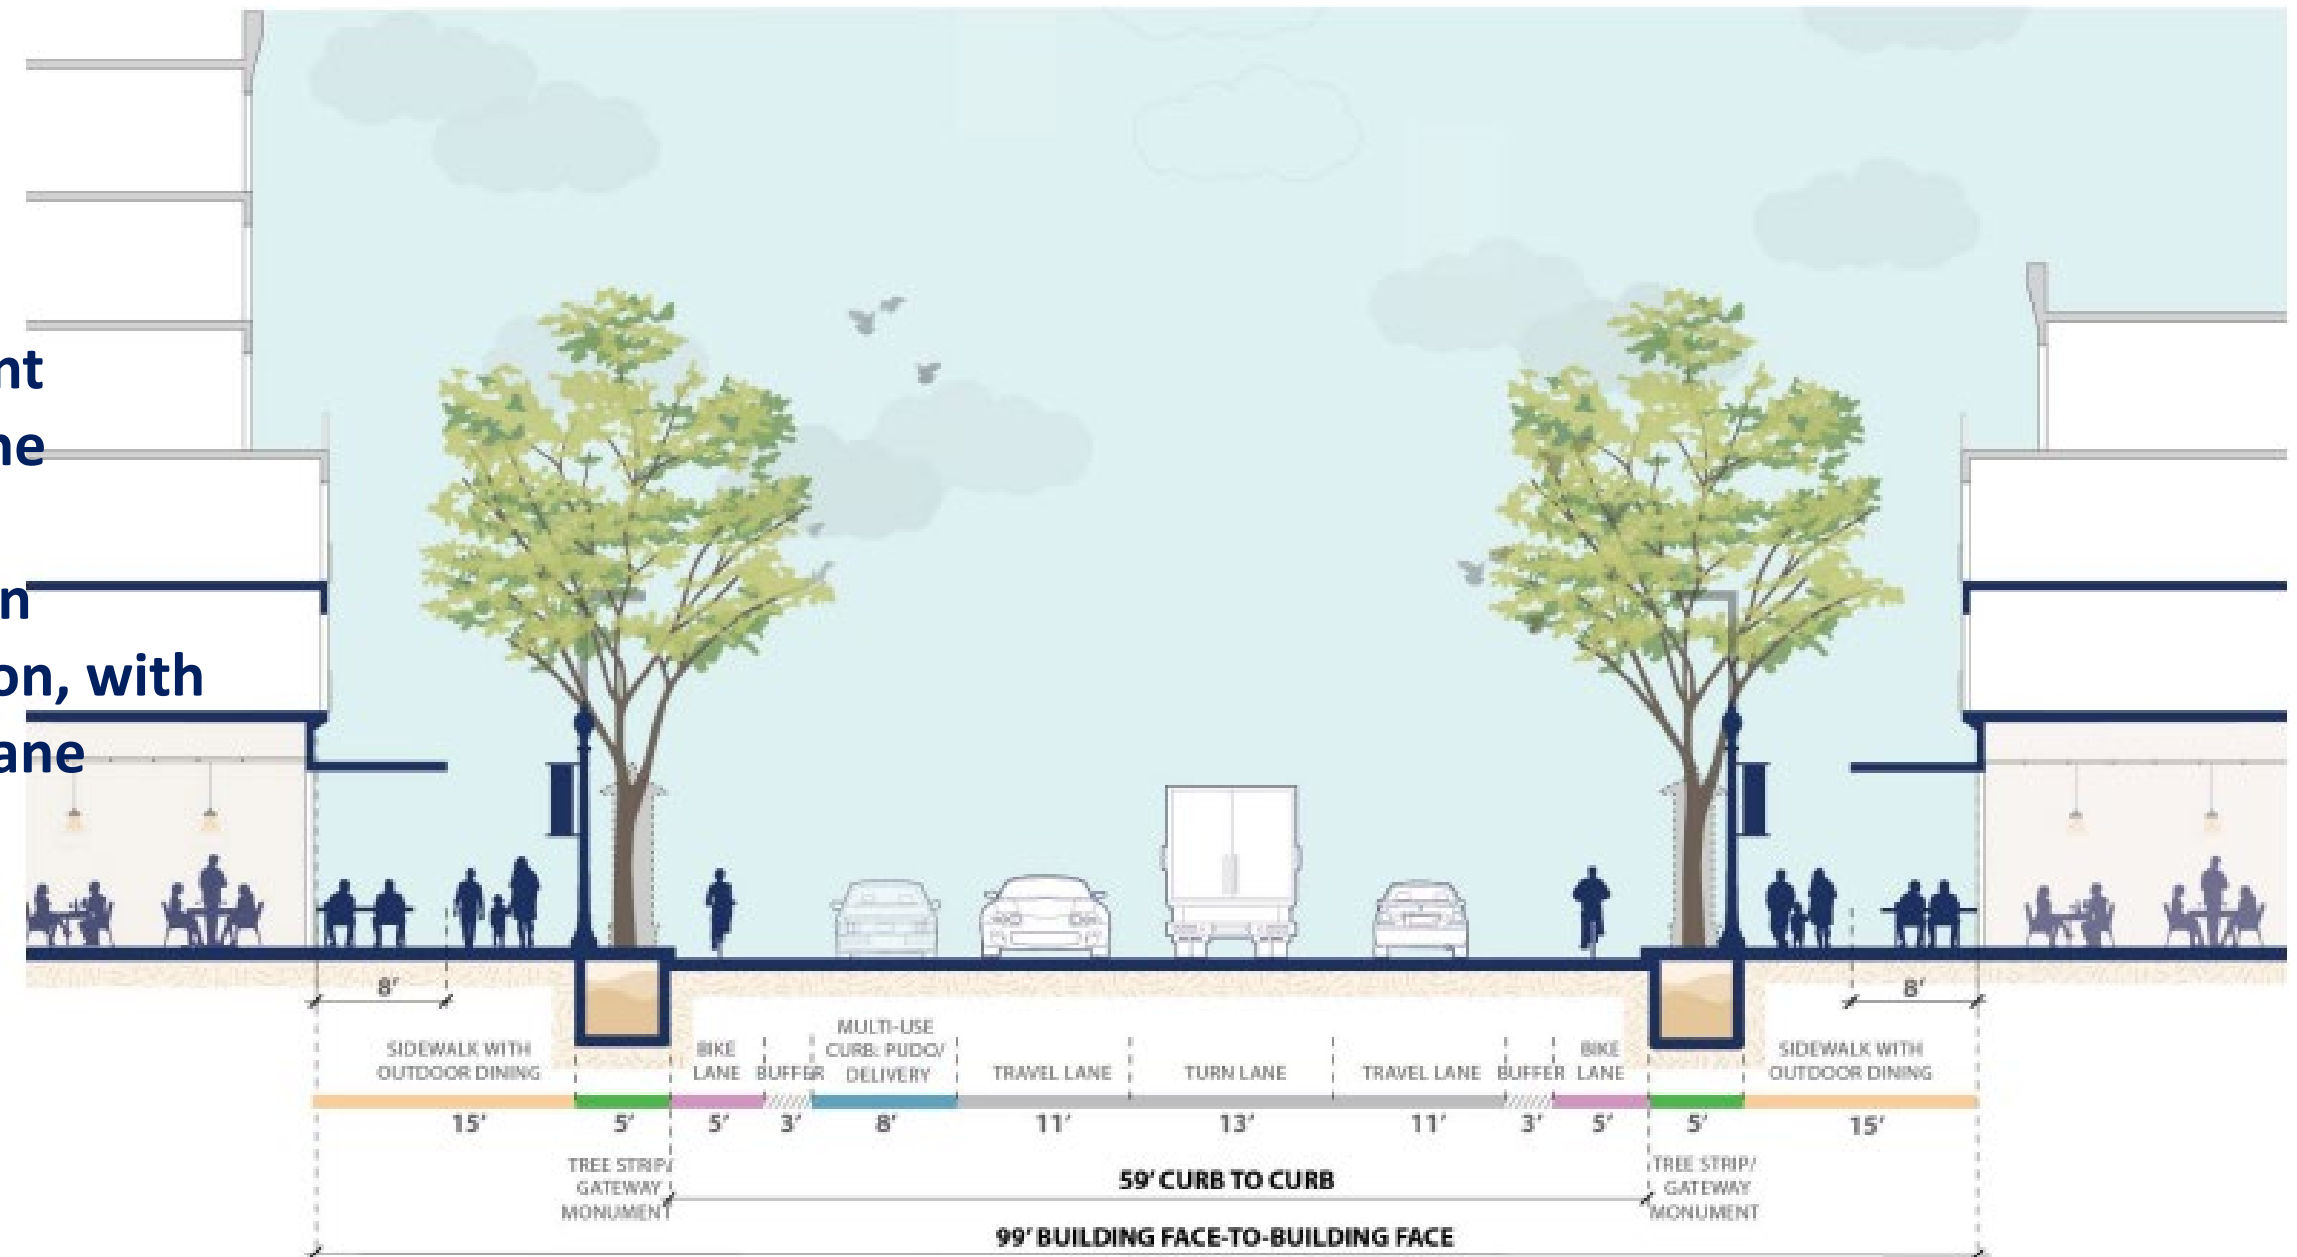 nt
ne
n
on, with
ane
8'
8'
SIDEWALK WITH
OUTDOOR DINING
BIKE
LANE
BUFFER
MULTI-USE
CURB: PUDO/
DELIVERY
TRAVEL LANE
TURN LANE
TRAVEL LANE
BUFFER
BIKE
LANE
SIDEWALK WITH
OUTDOOR DINING
15'
5'
5'
3'
8'
11'
13'
11'
3'
5'
5'
15'
TREE STRIP/
GATEWAY
MONUMENT
59' CURB TO CURB
TREE STRIP/
GATEWAY
MONUMENT
99' BUILDING FACE-TO-BUILDING FACE